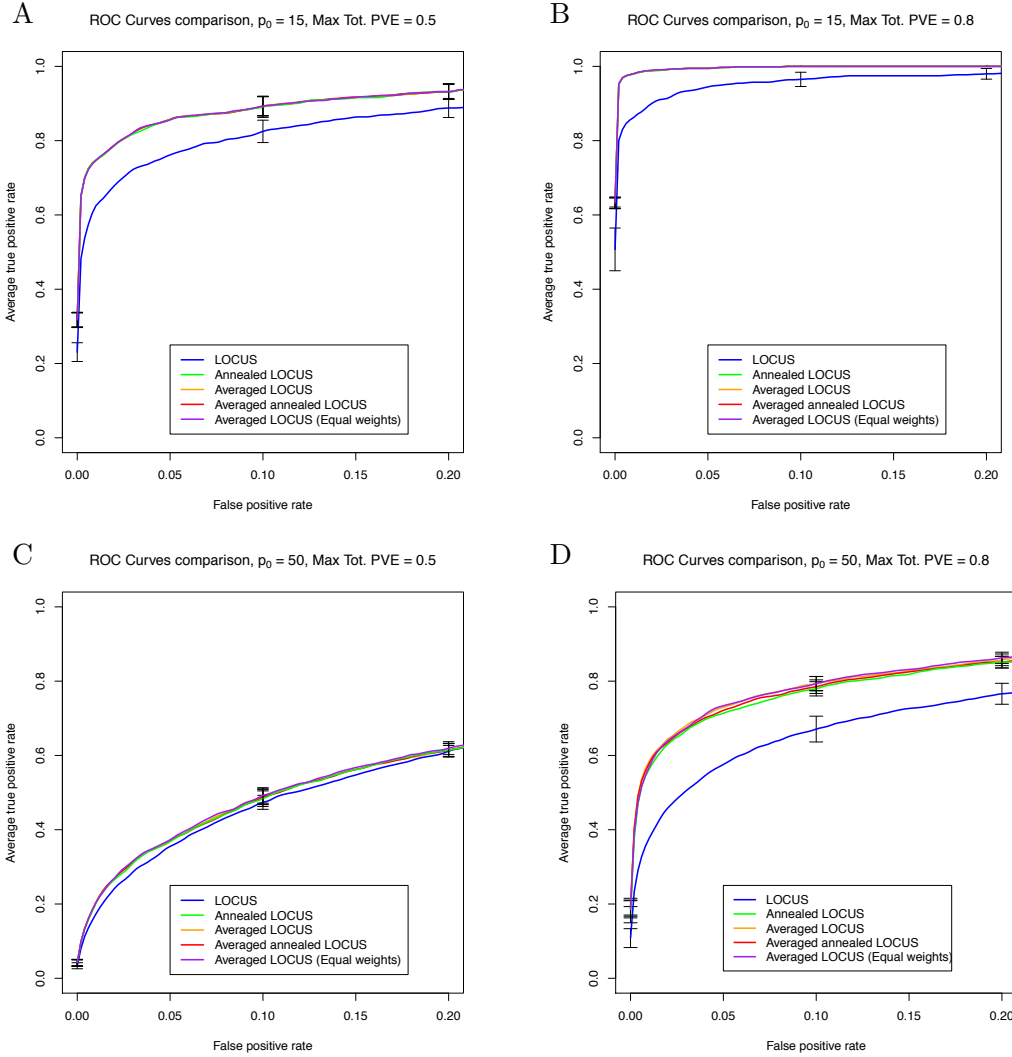 A
ROC Curves comparison, p0 = 15, Max Tot. PVE = 0.5
Average true positive rate
1.0
0.8
0.6
0.4
0.2
0.0
LOCUS
Annealed LOCUS
Averaged LOCUS
Averaged annealed LOCUS
Averaged LOCUS (Equal weights)
0.00 0.05 0.10 0.15 0.20
False positive rate
B
ROC Curves comparison, p0 = 15, Max Tot. PVE = 0.8
Average true positive rate
1.0
0.8
0.6
0.4
0.2
0.0
LOCUS
Annealed LOCUS
Averaged LOCUS
Averaged annealed LOCUS
Averaged LOCUS (Equal weights)
0.00 0.05 0.10 0.15 0.20
False positive rate
C
ROC Curves comparison, p0 = 50, Max Tot. PVE = 0.5
Average true positive rate
1.0
0.8
0.6
0.4
0.2
0.0
LOCUS
Annealed LOCUS
Averaged LOCUS
Averaged annealed LOCUS
Averaged LOCUS (Equal weights)
0.00 0.05 0.10 0.15 0.20
False positive rate
D
ROC Curves comparison, p0 = 50, Max Tot. PVE = 0.8
Average true positive rate
1.0
0.8
0.6
0.4
0.2
0.0
LOCUS
Annealed LOCUS
Averaged LOCUS
Averaged annealed LOCUS
Averaged LOCUS (Equal weights)
0.00 0.05 0.10 0.15 0.20
False positive rate